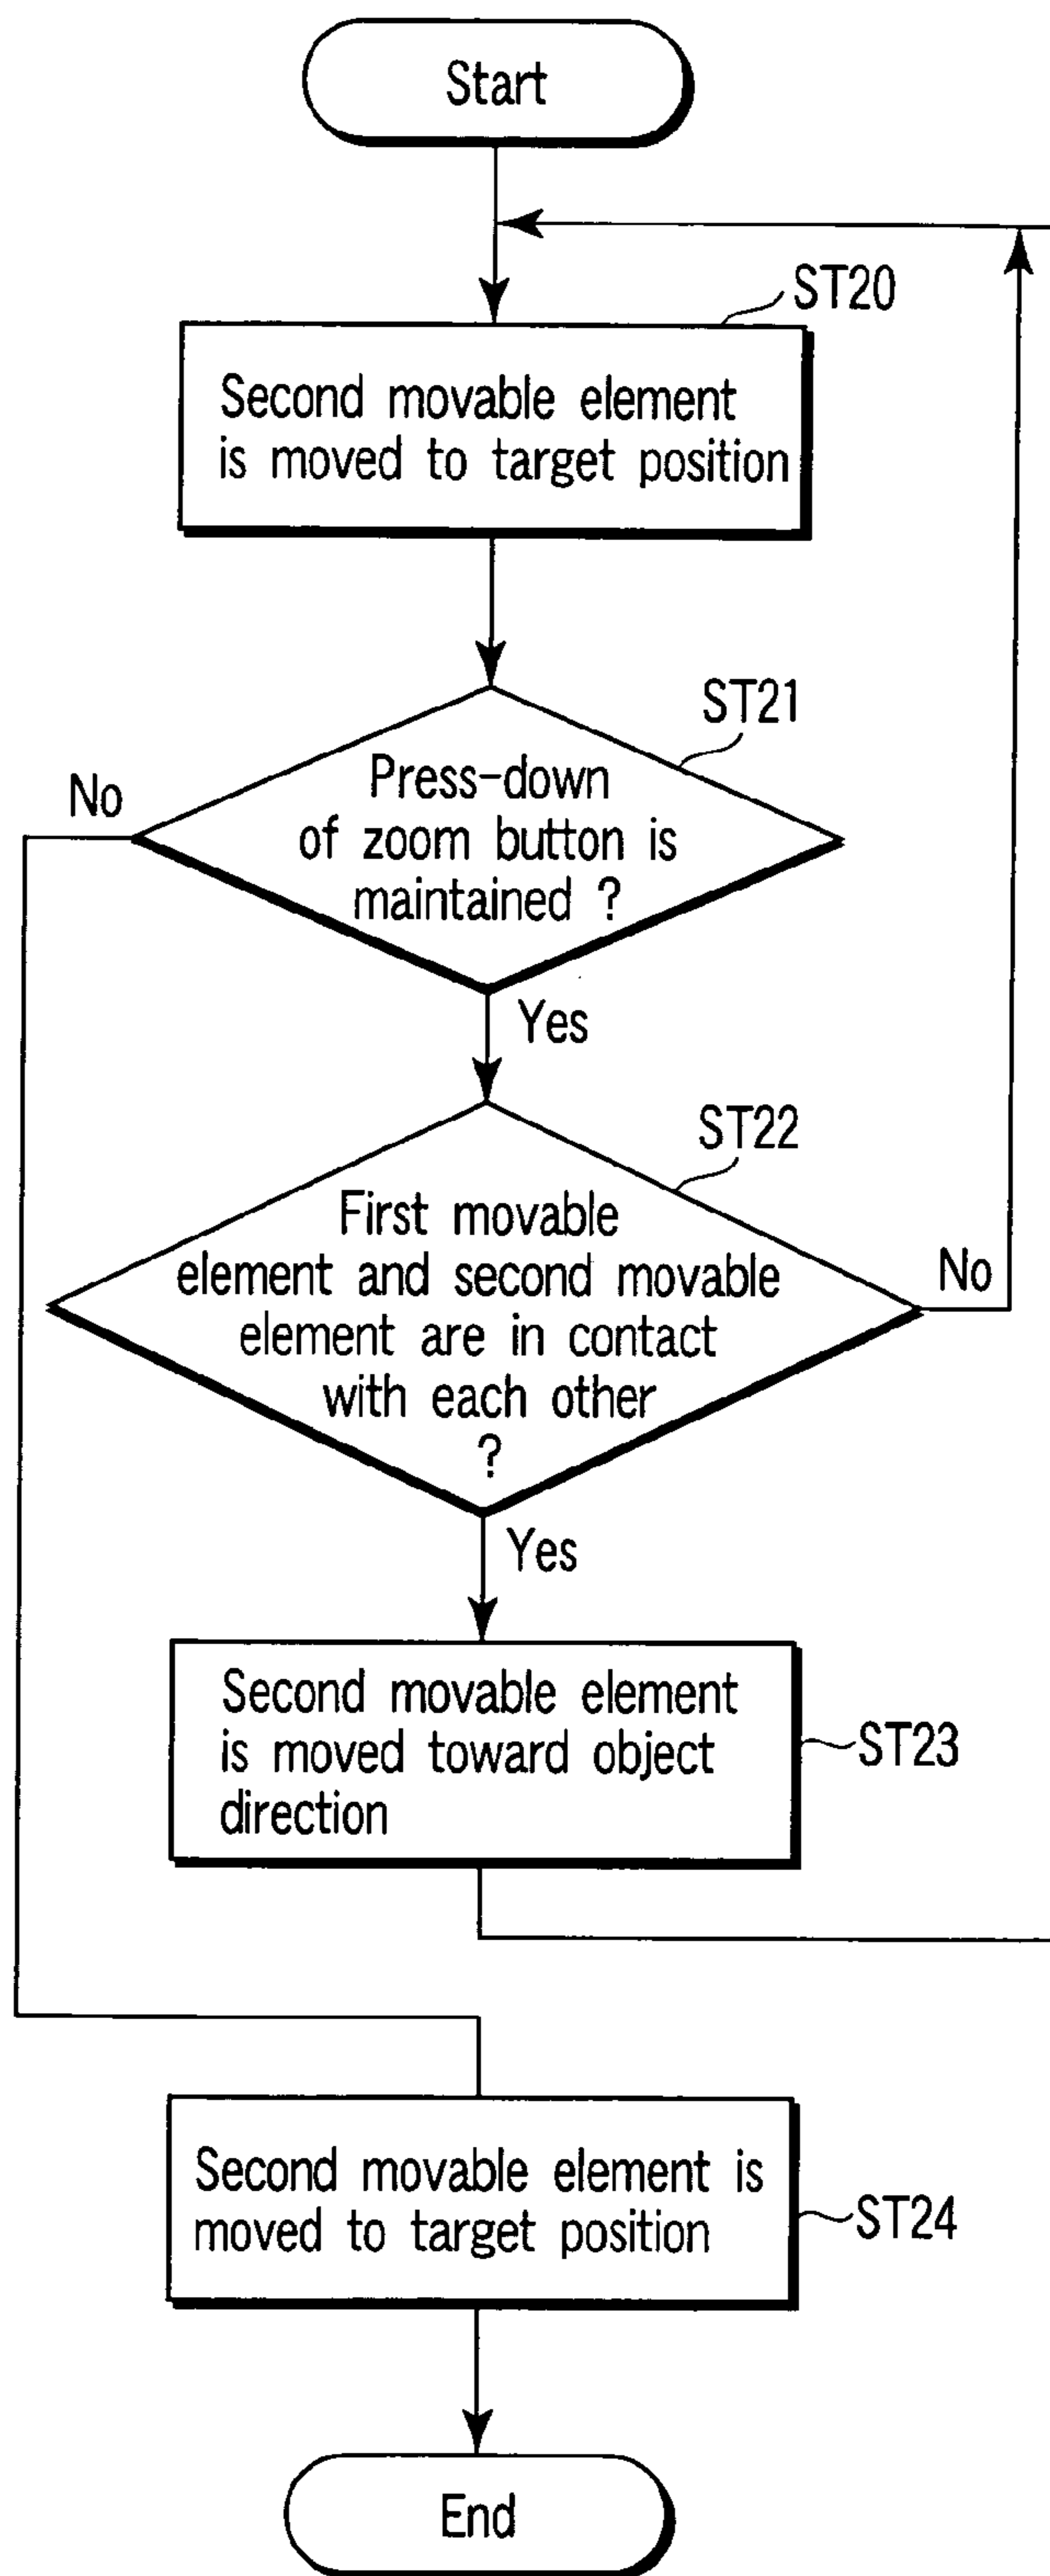 Start
ST20
Second movable element
is moved to target position
ST21
No
Press-down
of zoom button is
maintained ?
Yes
ST22
First movable
element and second movable
element are in contact
with each other
?
No
Yes
Second movable element
is moved toward object
direction
ST23
Second movable element is
moved to target position
ST24
End